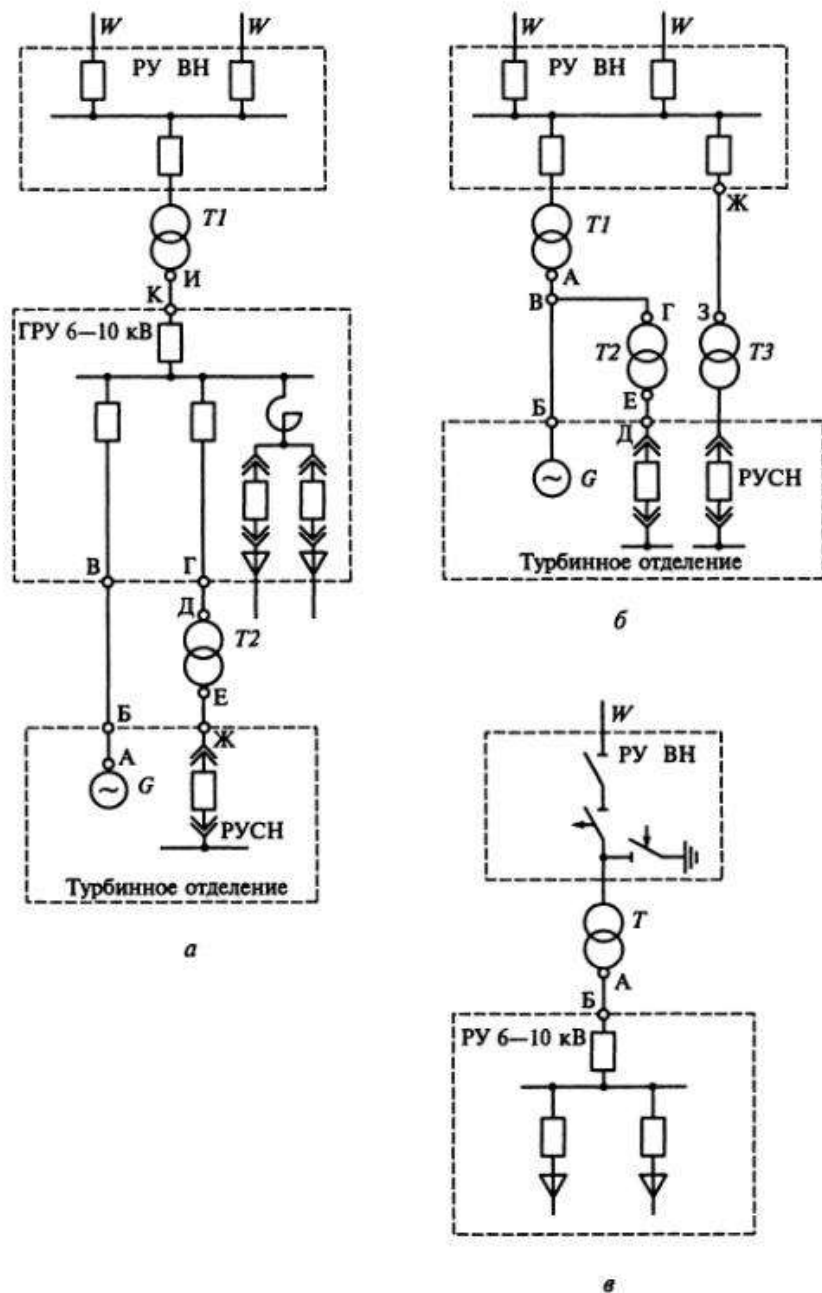 W W
РУ ВН
T1
И
К
ГРУ 6—10 кВ
В Г
Д
T2
Е
Б Ж
А
G
РУСН
Турбинное отделение
а
W W
РУ ВН
Ж
T1
А
В Г З
T2 T3
Е
Б Д
G РУСН
Турбинное отделение
б
W
РУ ВН
T
А
Б
РУ 6—10 кВ
в